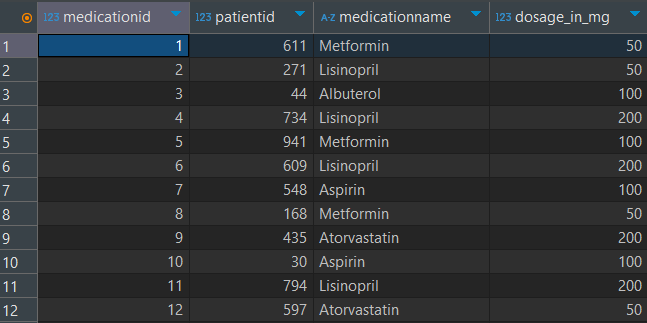 123 medicationid 123 patientid A-Z medicationname 123 dosage_in_mg
1 1 611 Metformin 50
2 2 271 Lisinopril 50
3 3 44 Albuterol 100
4 4 734 Lisinopril 200
5 5 941 Metformin 100
6 6 609 Lisinopril 200
7 7 548 Aspirin 100
8 8 168 Metformin 50
9 9 435 Atorvastatin 200
10 10 30 Aspirin 100
11 11 794 Lisinopril 200
12 12 597 Atorvastatin 50